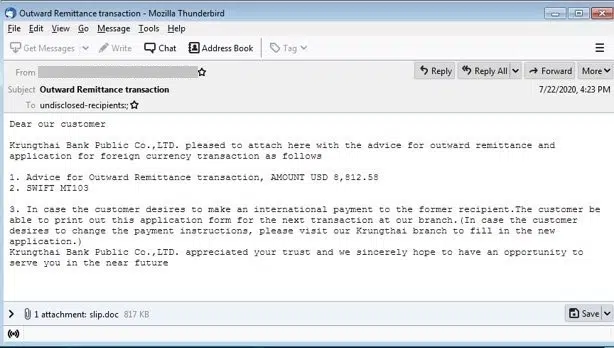 Outward Remittance transaction - Mozilla Thunderbird
File Edit View Go Message Tools Help
Get Messages Write Chat Address Book Tag
From Reply Reply All Forward More
Subject Outward Remittance transaction 7/22/2020, 4:23 PM
To undisclosed-recipients:;
Dear our customer
Krungthai Bank Public Co.,LTD. pleased to attach here with the advice for outward remittance and
application for foreign currency transaction as follows
1. Advice for Outward Remittance transaction, AMOUNT USD 8,812.58
2. SWIFT MT103
3. In case the customer desires to make an international payment to the former recipient.The customer be
able to print out this application form for the next transaction at our branch.(In case the customer
desires to change the payment instructions, please visit our Krungthai branch to fill in the new
application.)
Krungthai Bank Public Co.,LTD. appreciated your trust and we sincerely hope to have an opportunity to
serve you in the near future
1 attachment: slip.doc 817 KB Save